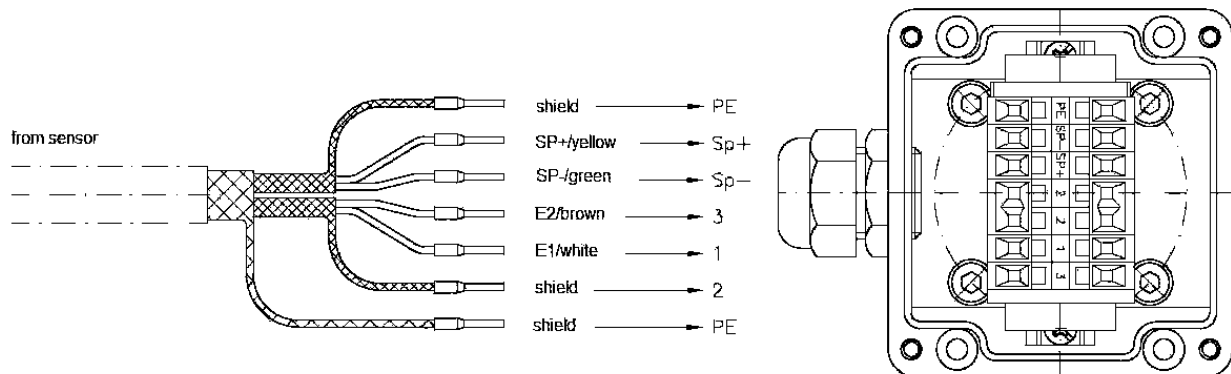 from sensor
shield PE
SP+/yellow Sp+
SP-/green Sp-
E2/brown 3
E1/white 1
shield 2
shield PE
PE
SP-
SP+
2
2
1
3